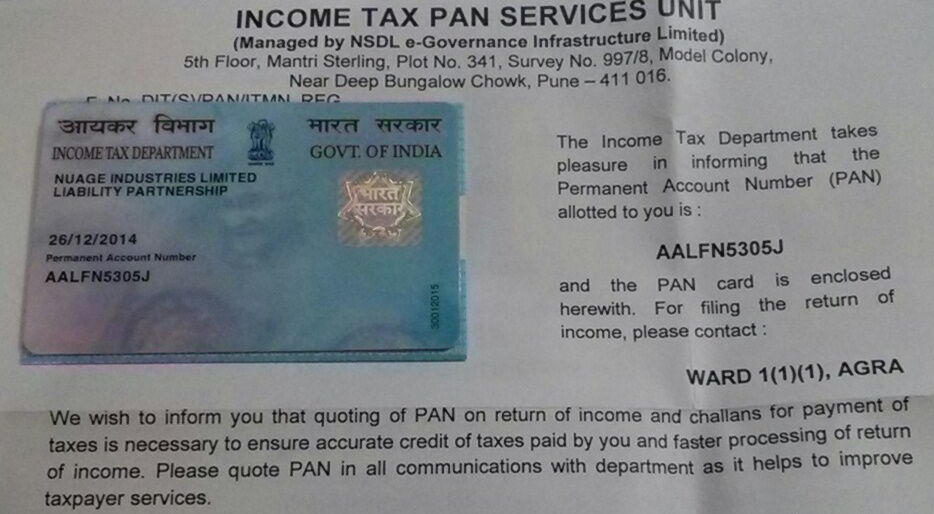 INCOME TAX PAN SERVICES UNIT
(Managed by NSDL e-Governance Infrastructure Limited)
5th Floor, Mantri Sterling, Plot No. 341, Survey No. 997/8, Model Colony,
Near Deep Bungalow Chowk, Pune – 411 016.
F. No. DIT(S)/PAN/ITMN_REG
आयकर विभाग
INCOME TAX DEPARTMENT
भारत सरकार
GOVT. OF INDIA
NUAGE INDUSTRIES LIMITED
LIABILITY PARTNERSHIP
भारत
सरकार
26/12/2014
Permanent Account Number
AALFN5305J
30012015
The Income Tax Department takes
pleasure in informing that the
Permanent Account Number (PAN)
allotted to you is :
AALFN5305J
and the PAN card is enclosed
herewith. For filing the return of
income, please contact :
WARD 1(1)(1), AGRA
We wish to inform you that quoting of PAN on return of income and challans for payment of
taxes is necessary to ensure accurate credit of taxes paid by you and faster processing of return
of income. Please quote PAN in all communications with department as it helps to improve
taxpayer services.